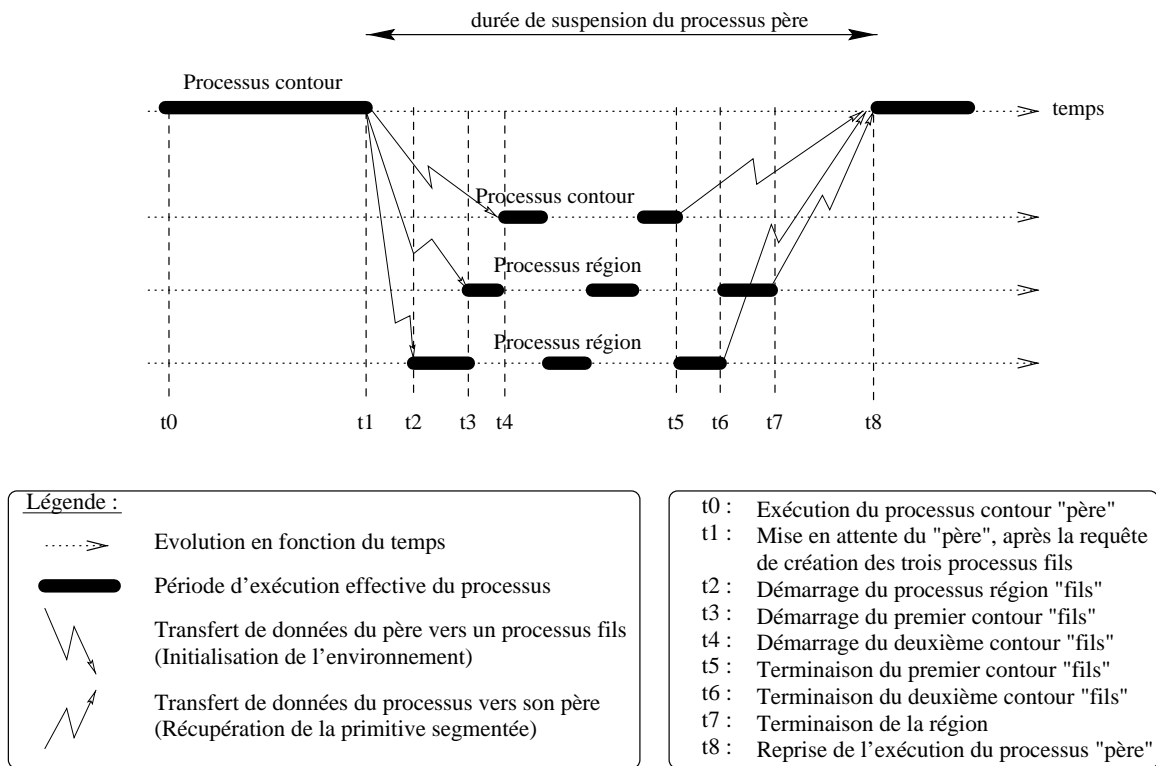 durée de suspension du processus père
Processus contour
temps
Processus contour
Processus région
Processus région
t0 t1 t2 t3 t4 t5 t6 t7 t8
Légende :
Evolution en fonction du temps
Période d'exécution effective du processus
Transfert de données du père vers un processus fils
(Initialisation de l'environnement)
Transfert de données du processus vers son père
(Récupération de la primitive segmentée)
t0 : Exécution du processus contour "père"
t1 : Mise en attente du "père", après la requête
de création des trois processus fils
t2 : Démarrage du processus région "fils"
t3 : Démarrage du premier contour "fils"
t4 : Démarrage du deuxième contour "fils"
t5 : Terminaison du premier contour "fils"
t6 : Terminaison du deuxième contour "fils"
t7 : Terminaison de la région
t8 : Reprise de l'exécution du processus "père"